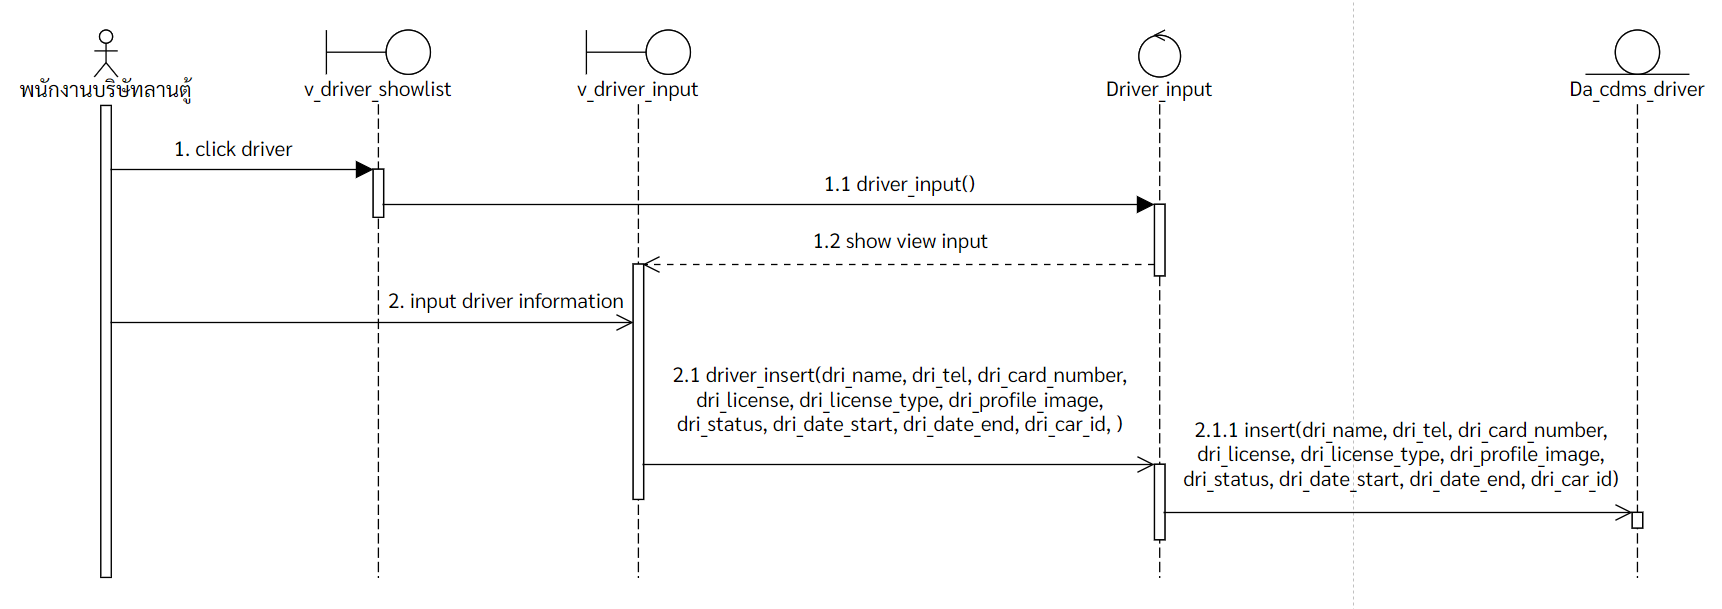 พนักงานบริษัทลานตู้
v_driver_showlist
v_driver_input
Driver_input
Da_cdms_driver
1. click driver
1.1 driver_input()
1.2 show view input
2. input driver information
2.1 driver_insert(dri_name, dri_tel, dri_card_number,
dri_license, dri_license_type, dri_profile_image,
dri_status, dri_date_start, dri_date_end, dri_car_id, )
2.1.1 insert(dri_name, dri_tel, dri_card_number,
dri_license, dri_license_type, dri_profile_image,
dri_status, dri_date_start, dri_date_end, dri_car_id)